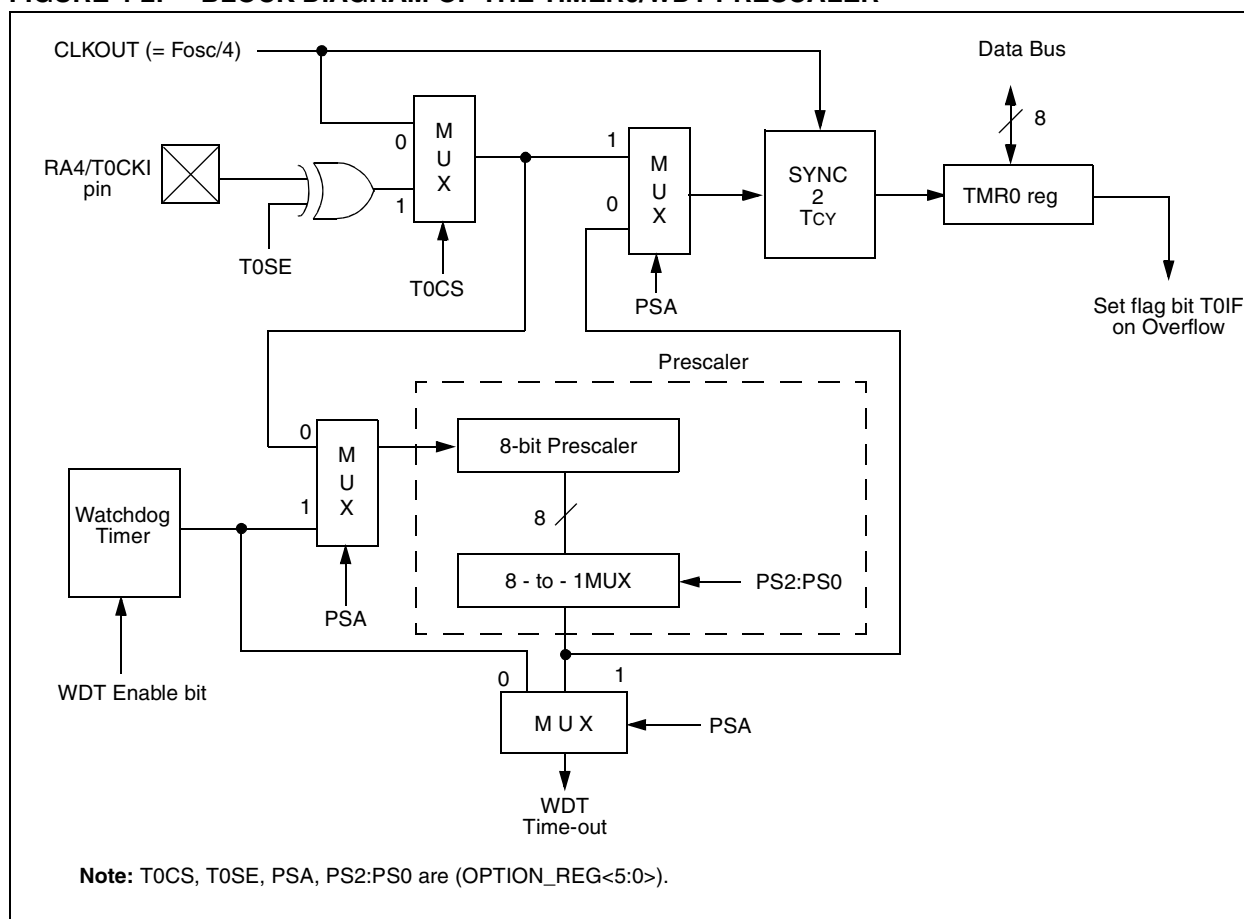 CLKOUT (= Fosc/4)
Data Bus
8
M
U
X
0
1
RA4/T0CKI
pin
T0SE
T0CS
1
0
M
U
X
PSA
SYNC
2
TCY
TMR0 reg
Set flag bit T0IF
on Overflow
Prescaler
0
1
M
U
X
8-bit Prescaler
Watchdog
Timer
8
8 - to - 1MUX
PS2:PS0
PSA
WDT Enable bit
0
1
M U X
PSA
WDT
Time-out
Note: T0CS, T0SE, PSA, PS2:PS0 are (OPTION_REG<5:0>).